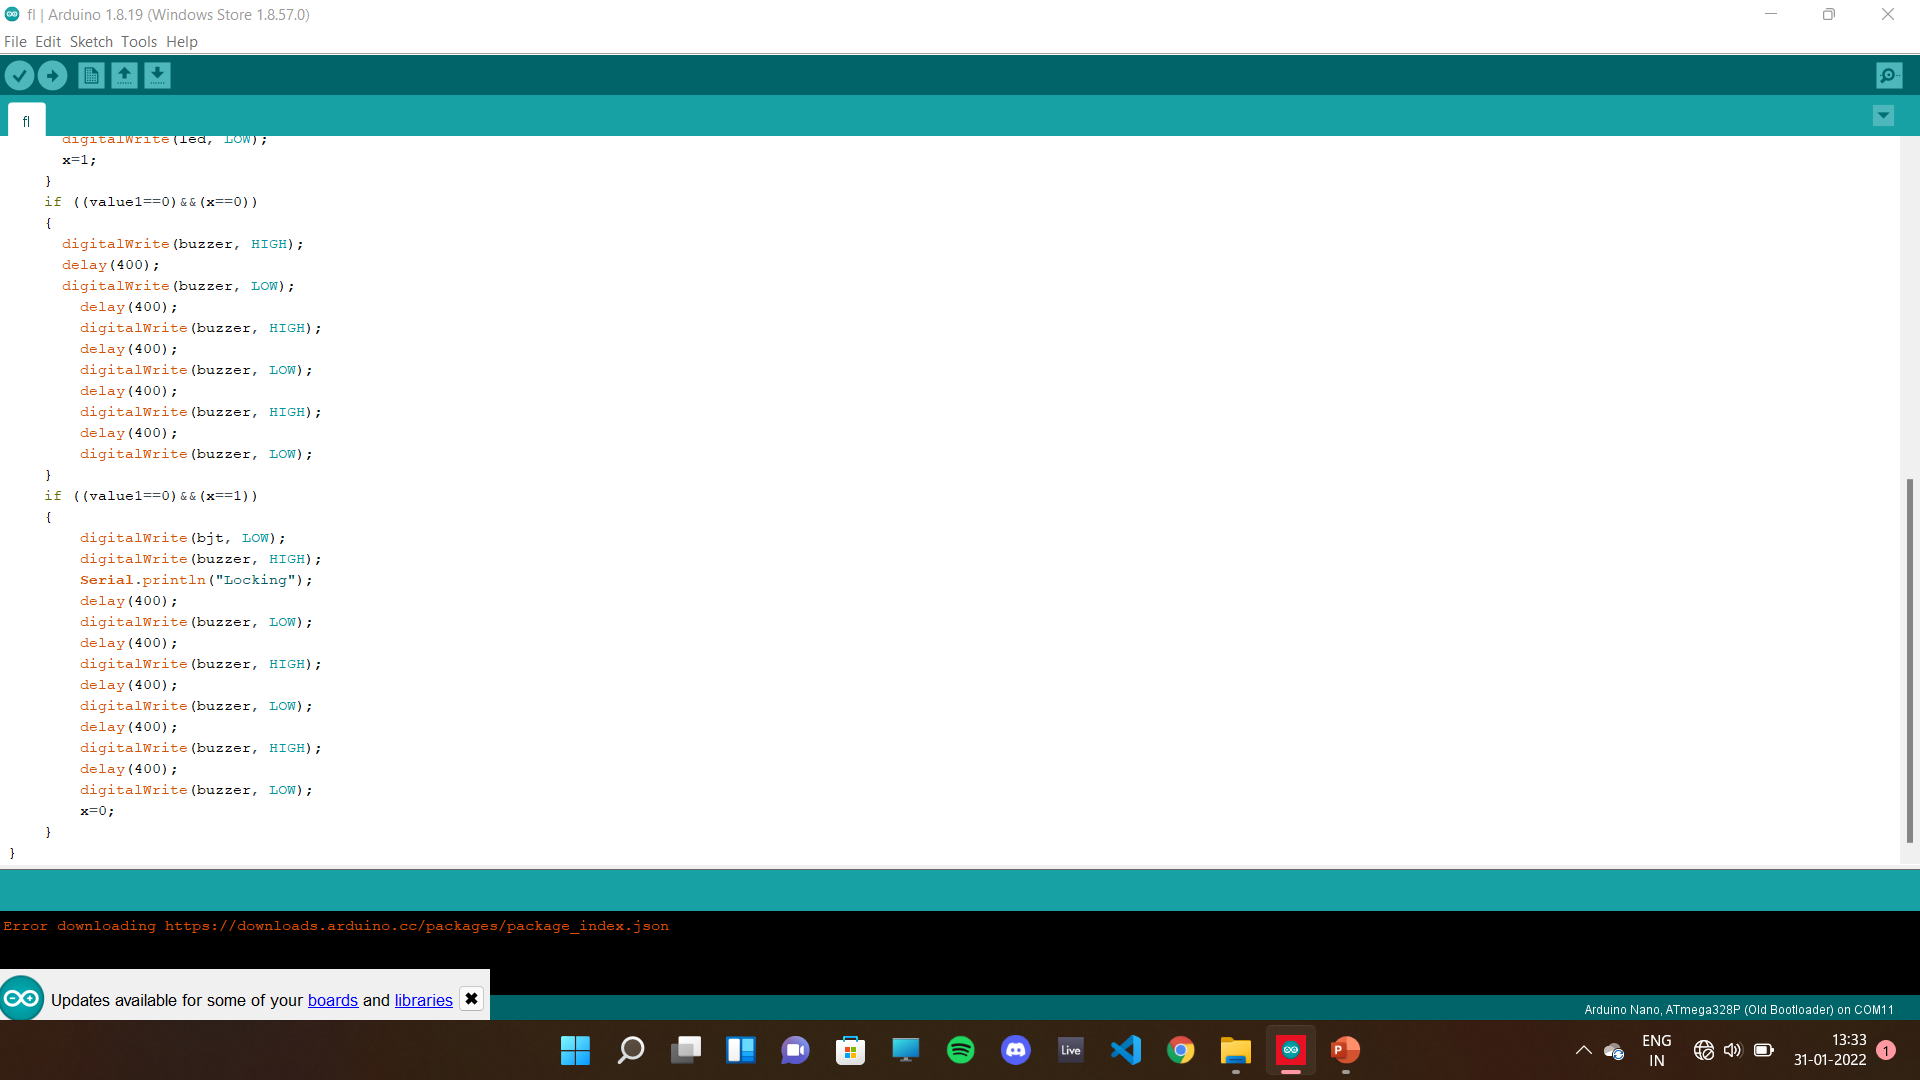 fl | Arduino 1.8.19 (Windows Store 1.8.57.0)
File Edit Sketch Tools Help
fl
digitalWrite(led, LOW);
x=1;
}
if ((value1==0)&&(x==0))
{
digitalWrite(buzzer, HIGH);
delay(400);
digitalWrite(buzzer, LOW);
delay(400);
digitalWrite(buzzer, HIGH);
delay(400);
digitalWrite(buzzer, LOW);
delay(400);
digitalWrite(buzzer, HIGH);
delay(400);
digitalWrite(buzzer, LOW);
}
if ((value1==0)&&(x==1))
{
digitalWrite(bjt, LOW);
digitalWrite(buzzer, HIGH);
Serial.println("Locking");
delay(400);
digitalWrite(buzzer, LOW);
delay(400);
digitalWrite(buzzer, HIGH);
delay(400);
digitalWrite(buzzer, LOW);
delay(400);
digitalWrite(buzzer, HIGH);
delay(400);
digitalWrite(buzzer, LOW);
x=0;
}
}
Error downloading https://downloads.arduino.cc/packages/package_index.json
Updates available for some of your boards and libraries
Arduino Nano, ATmega328P (Old Bootloader) on COM11
Live
P
ENG
IN
13:33
31-01-2022
1